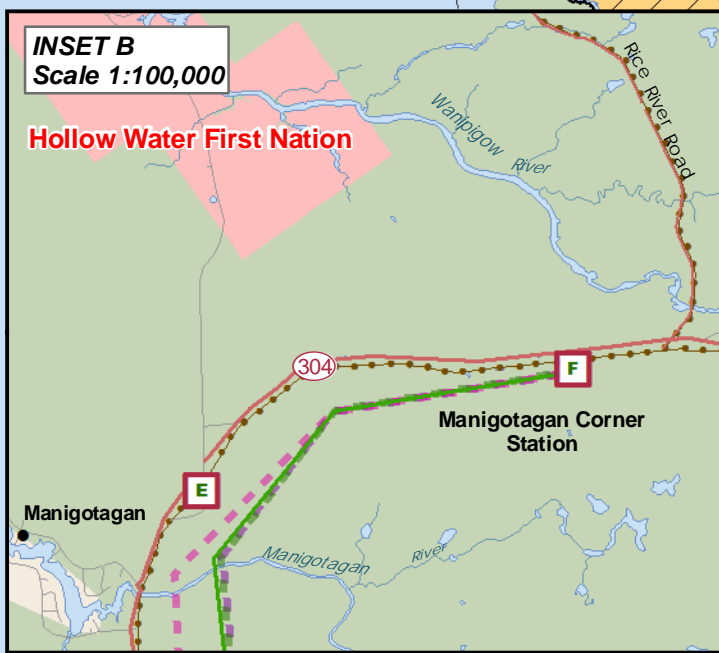 INSET B
Scale 1:100,000
Hollow Water First Nation
Wanipigow
River
Rice River Road
304
F
Manigotagan Corner
Station
E
Manigotagan
Manigotagan
River